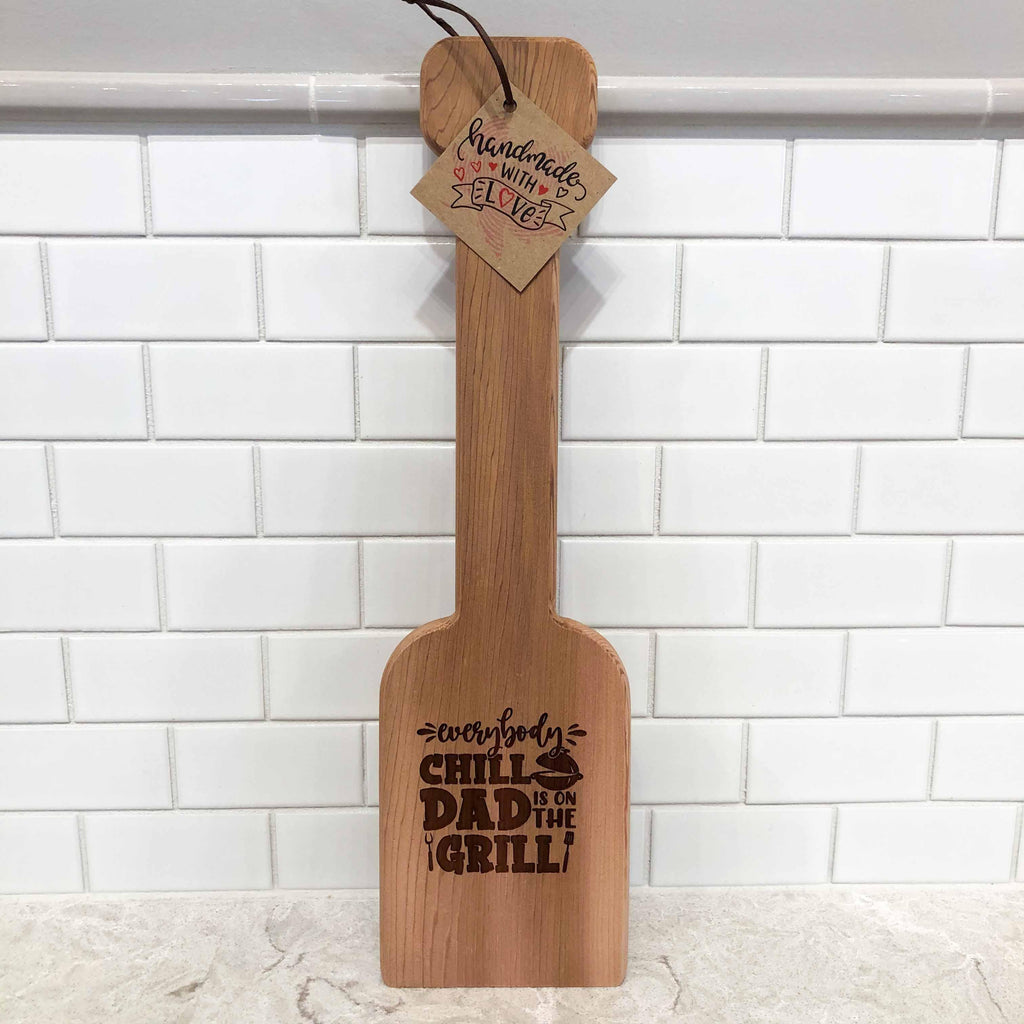 handmade
WITH
Love
everybody
CHILL
DAD IS ON
THE
GRILL